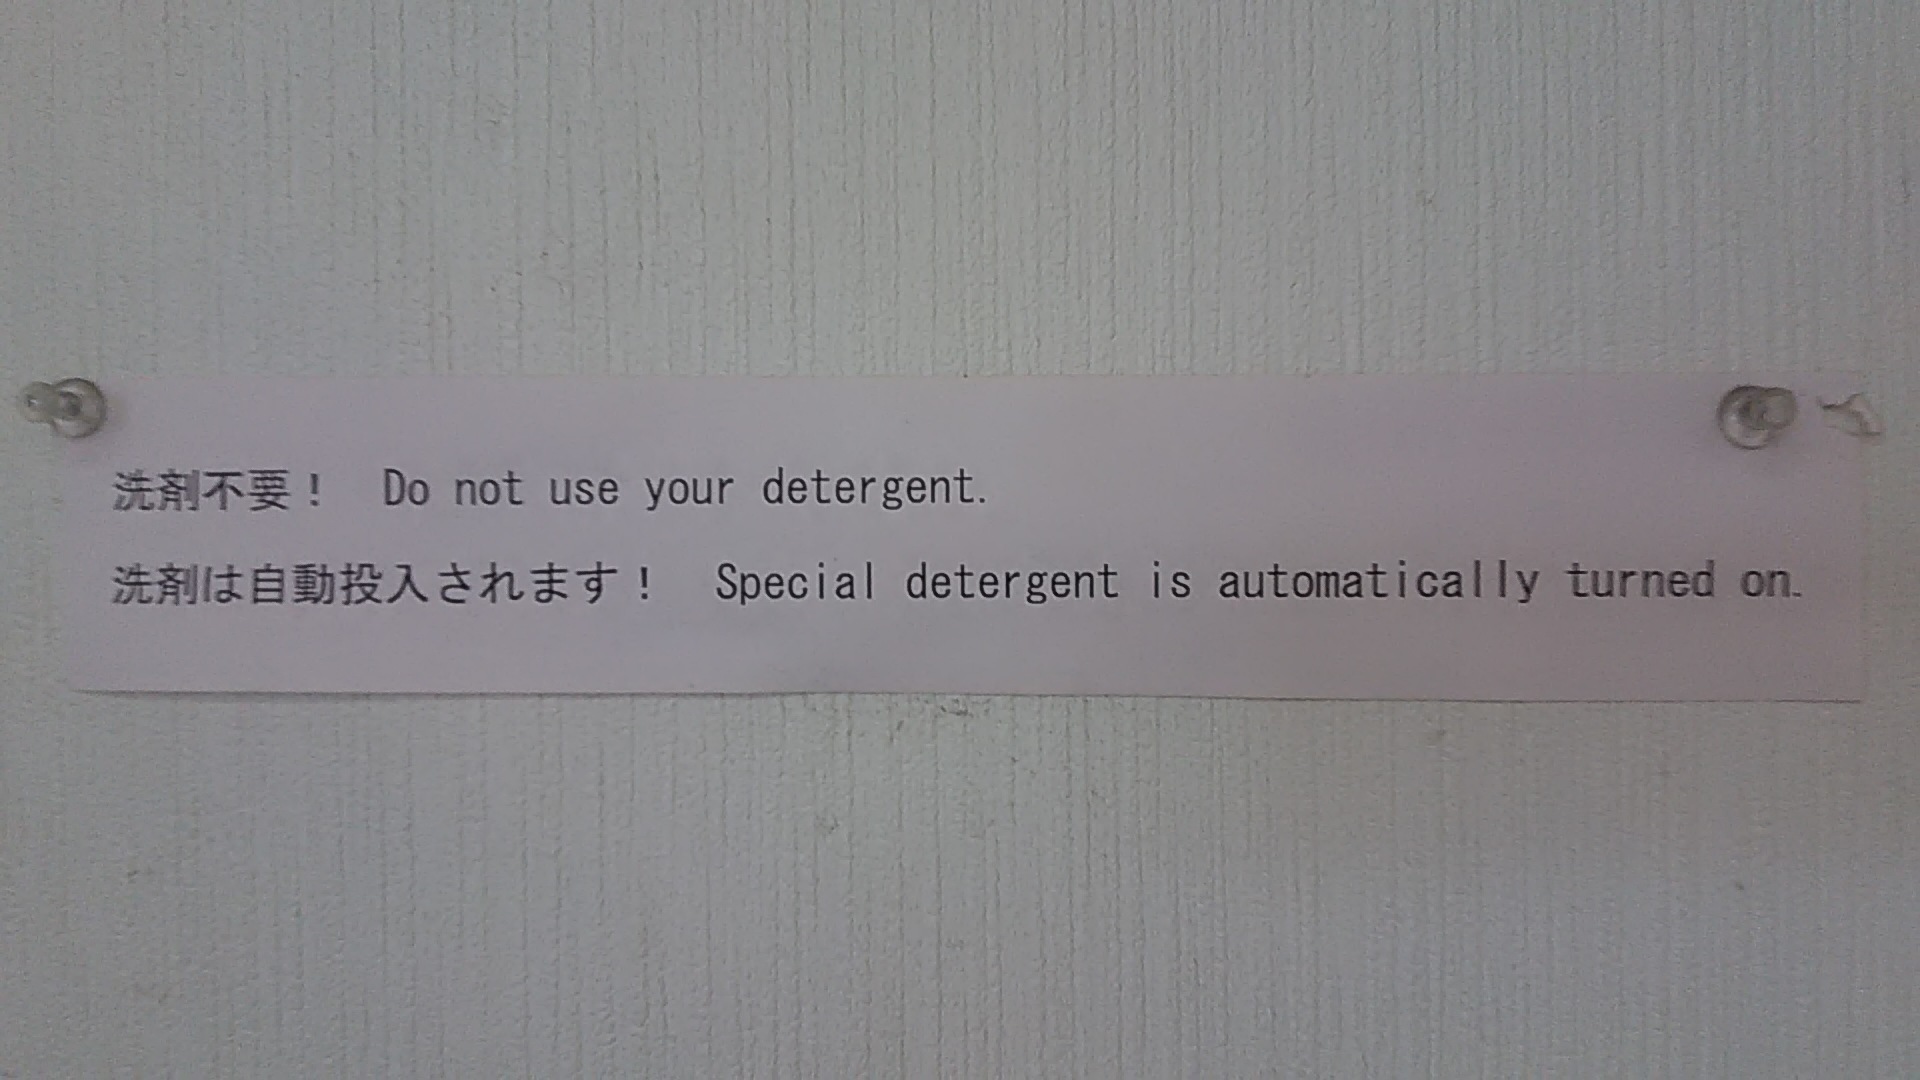 洗剤不要！　Do not use your detergent.
洗剤は自動投入されます！　Special detergent is automatically turned on.